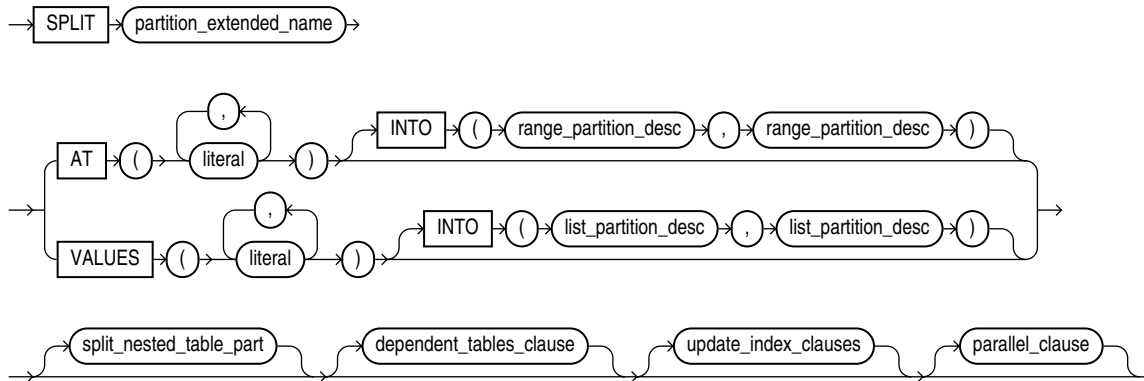 SPLIT partition_extended_name
,
INTO ( range_partition_desc , range_partition_desc )
AT ( literal )
,
INTO ( list_partition_desc , list_partition_desc )
VALUES ( literal )
split_nested_table_part dependent_tables_clause update_index_clauses parallel_clause